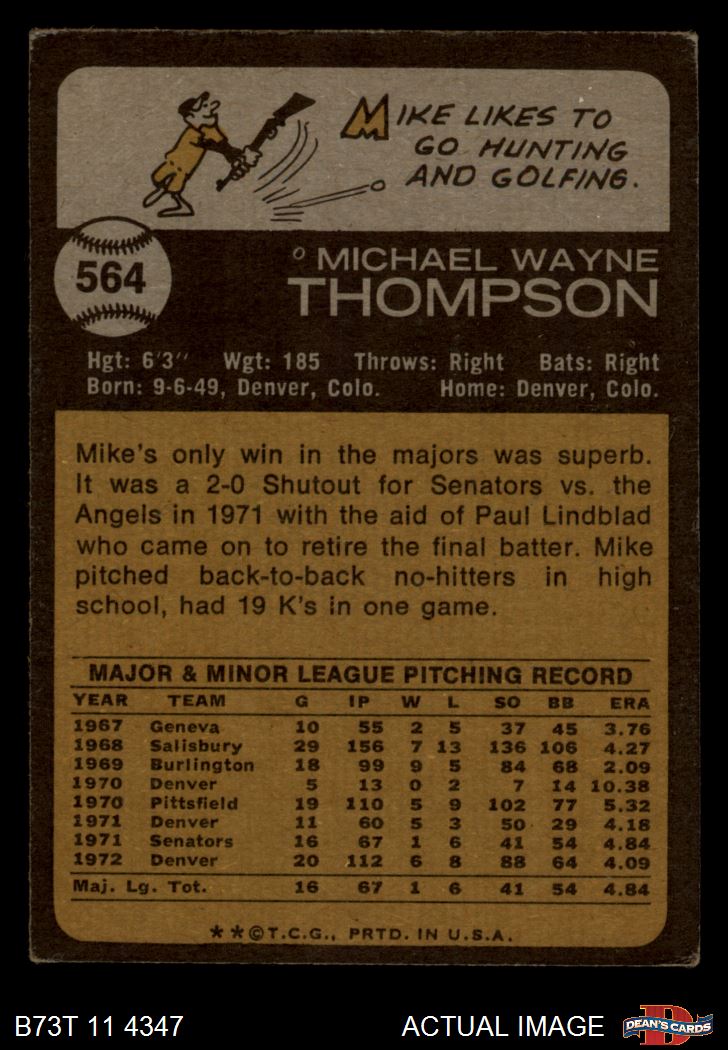 MIKE LIKES TO
GO HUNTING
AND GOLFING.
564
MICHAEL WAYNE
THOMPSON
Hgt: 6'3" Wgt: 185 Throws: Right Bats: Right
Born: 9-6-49, Denver, Colo. Home: Denver, Colo.
Mike's only win in the majors was superb.
It was a 2-0 Shutout for Senators vs. the
Angels in 1971 with the aid of Paul Lindblad
who came on to retire the final batter. Mike
pitched back-to-back no-hitters in high
school, had 19 K's in one game.
MAJOR & MINOR LEAGUE PITCHING RECORD
YEAR TEAM G IP W L SO BB ERA
1967 Geneva 10 55 2 5 37 45 3.76
1968 Salisbury 29 156 7 13 136 106 4.27
1969 Burlington 18 99 9 5 84 68 2.09
1970 Denver 5 13 0 2 7 14 10.38
1970 Pittsfield 19 110 5 9 102 77 5.32
1971 Denver 11 60 5 3 50 29 4.18
1971 Senators 16 67 1 6 41 54 4.84
1972 Denver 20 112 6 8 88 64 4.09
Maj. Lg. Tot. 16 67 1 6 41 54 4.84
**©T.C.G., PRTD. IN U.S.A.
B73T 11 4347 ACTUAL IMAGE DEAN'S CARDS